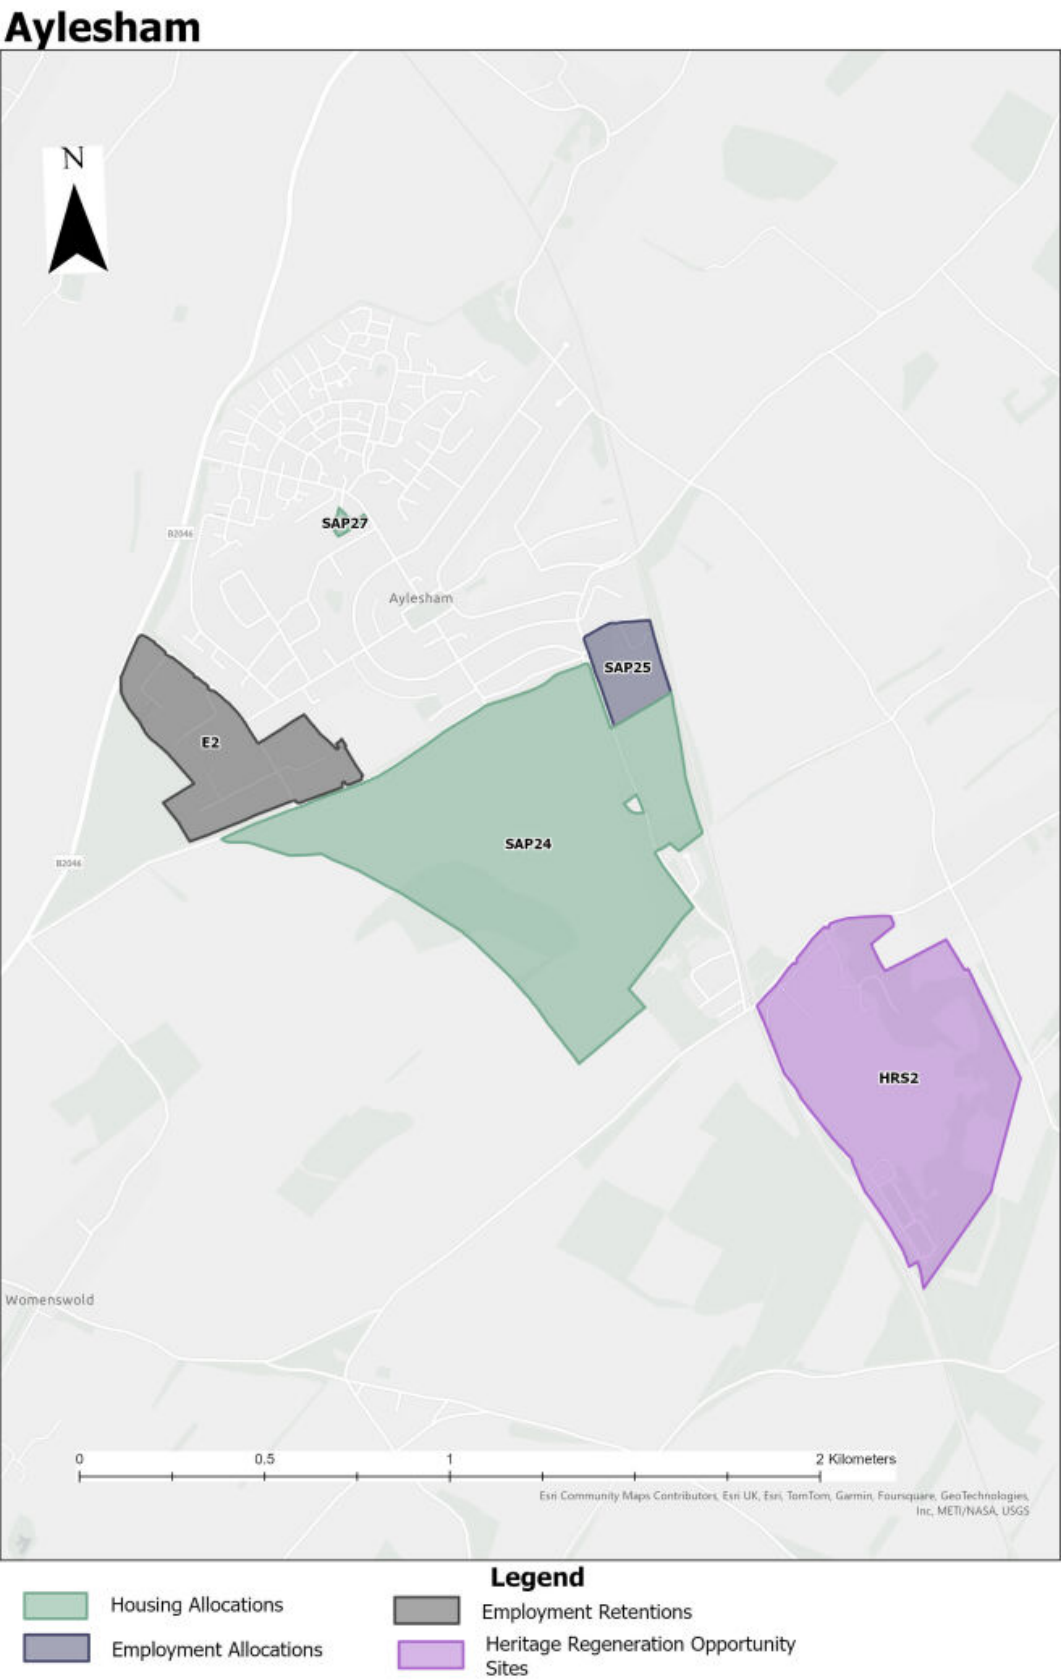 Aylesham
N
SAP27
B2046
Aylesham
SAP25
E2
SAP24
B2046
HRS2
Womenswold
0 0.5 1 2 Kilometers
Esri Community Maps Contributors, Esri UK, Esri, TomTom, Garmin, Foursquare, GeoTechnologies,
Inc, METI/NASA, USGS
Legend
Housing Allocations
Employment Retentions
Employment Allocations
Heritage Regeneration Opportunity
Sites